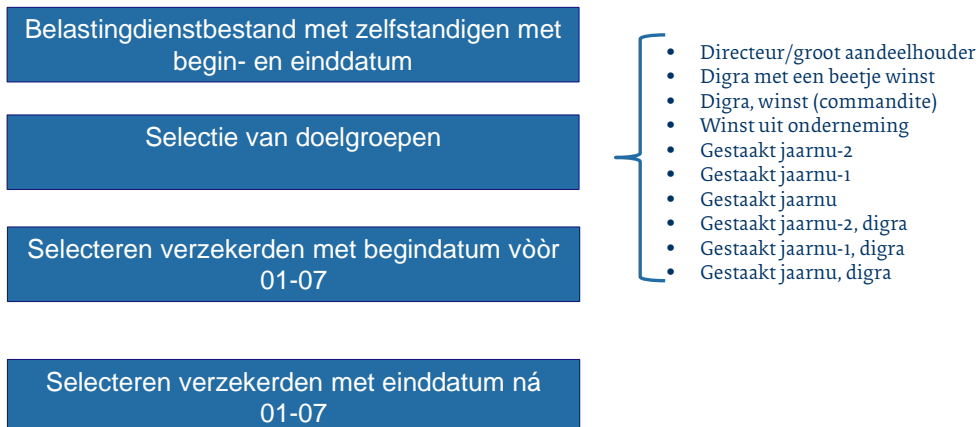 Belastingdienstbestand met zelfstandigen met
begin- en einddatum
Selectie van doelgroepen
• Directeur/groot aandeelhouder
• Digra met een beetje winst
• Digra, winst (commandite)
• Winst uit onderneming
• Gestaakt jaarnu-2
• Gestaakt jaarnu-1
• Gestaakt jaarnu
• Gestaakt jaarnu-2, digra
• Gestaakt jaarnu-1, digra
• Gestaakt jaarnu, digra
Selecteren verzekerden met begindatum vòòr
01-07
Selecteren verzekerden met einddatum ná
01-07